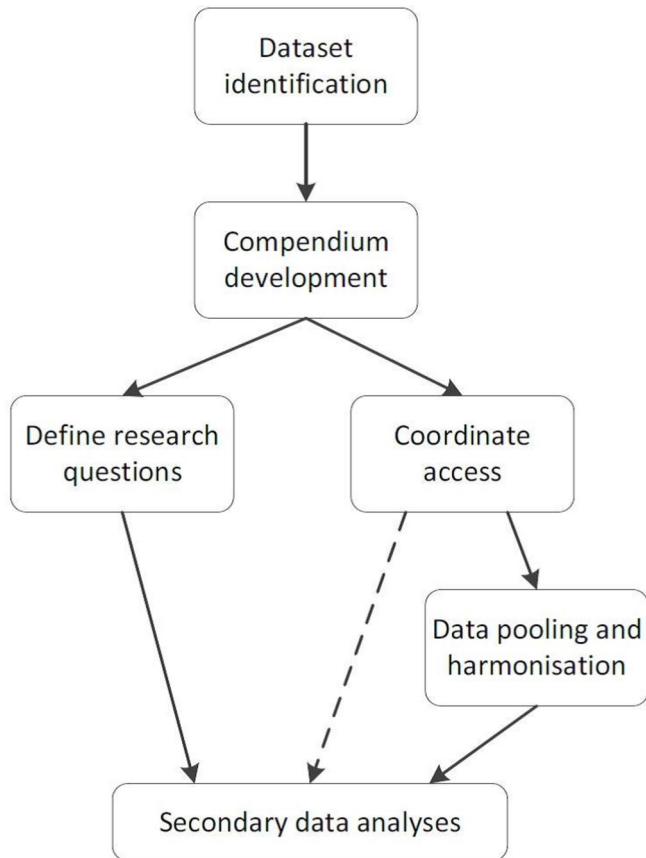 Dataset
identification
Compendium
development
Define research
questions
Coordinate
access
Data pooling and
harmonisation
Secondary data analyses